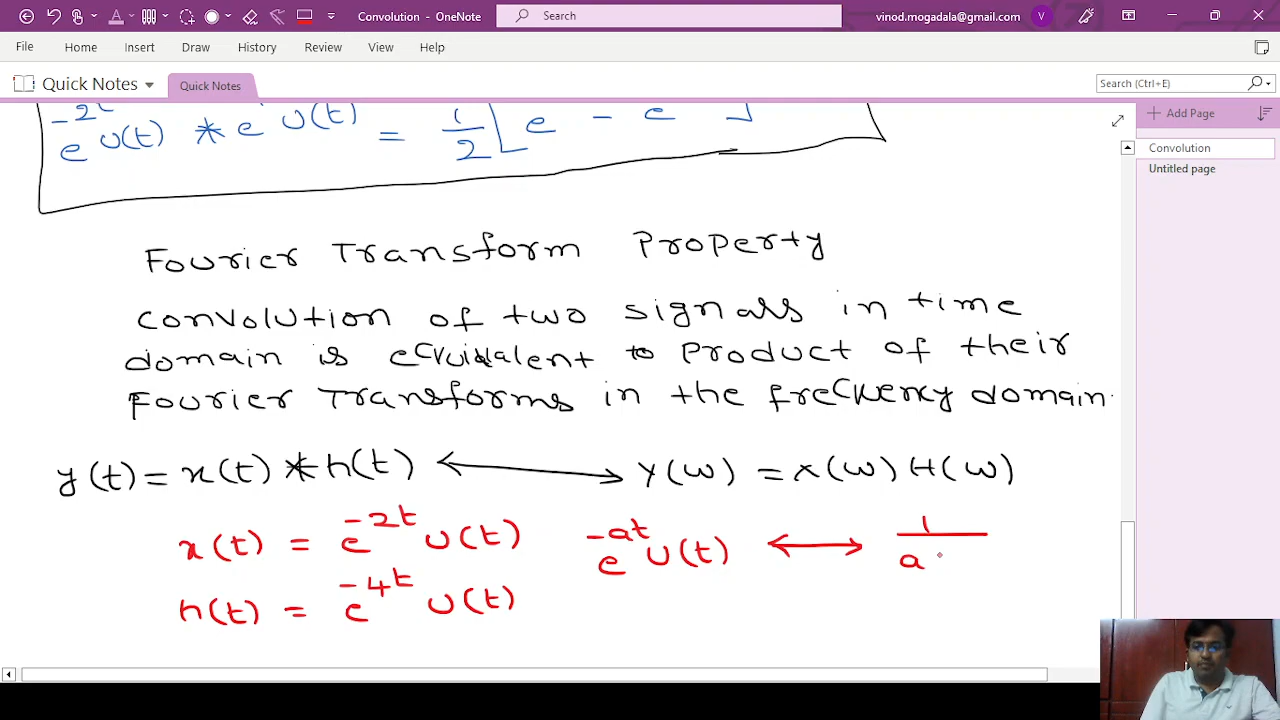 Convolution - OneNote
Search
vinod.mogadala@gmail.com
V
File Home Insert Draw History Review View Help
Quick Notes
Quick Notes
Search (Ctrl+E)
Add Page
Convolution
Untitled page
e^-2t u(t) * e u(t) = 1/2 [ e - e ]
Fourier Transform Property
convolution of two signals in time
domain is equivalent to product of their
Fourier Transforms in the frequency domain.
y(t) = x(t) * h(t) ⟷ Y(w) = X(w) H(w)
x(t) = e^-2t u(t) e^-at u(t) ⟷ 1/a
h(t) = e^-4t u(t)